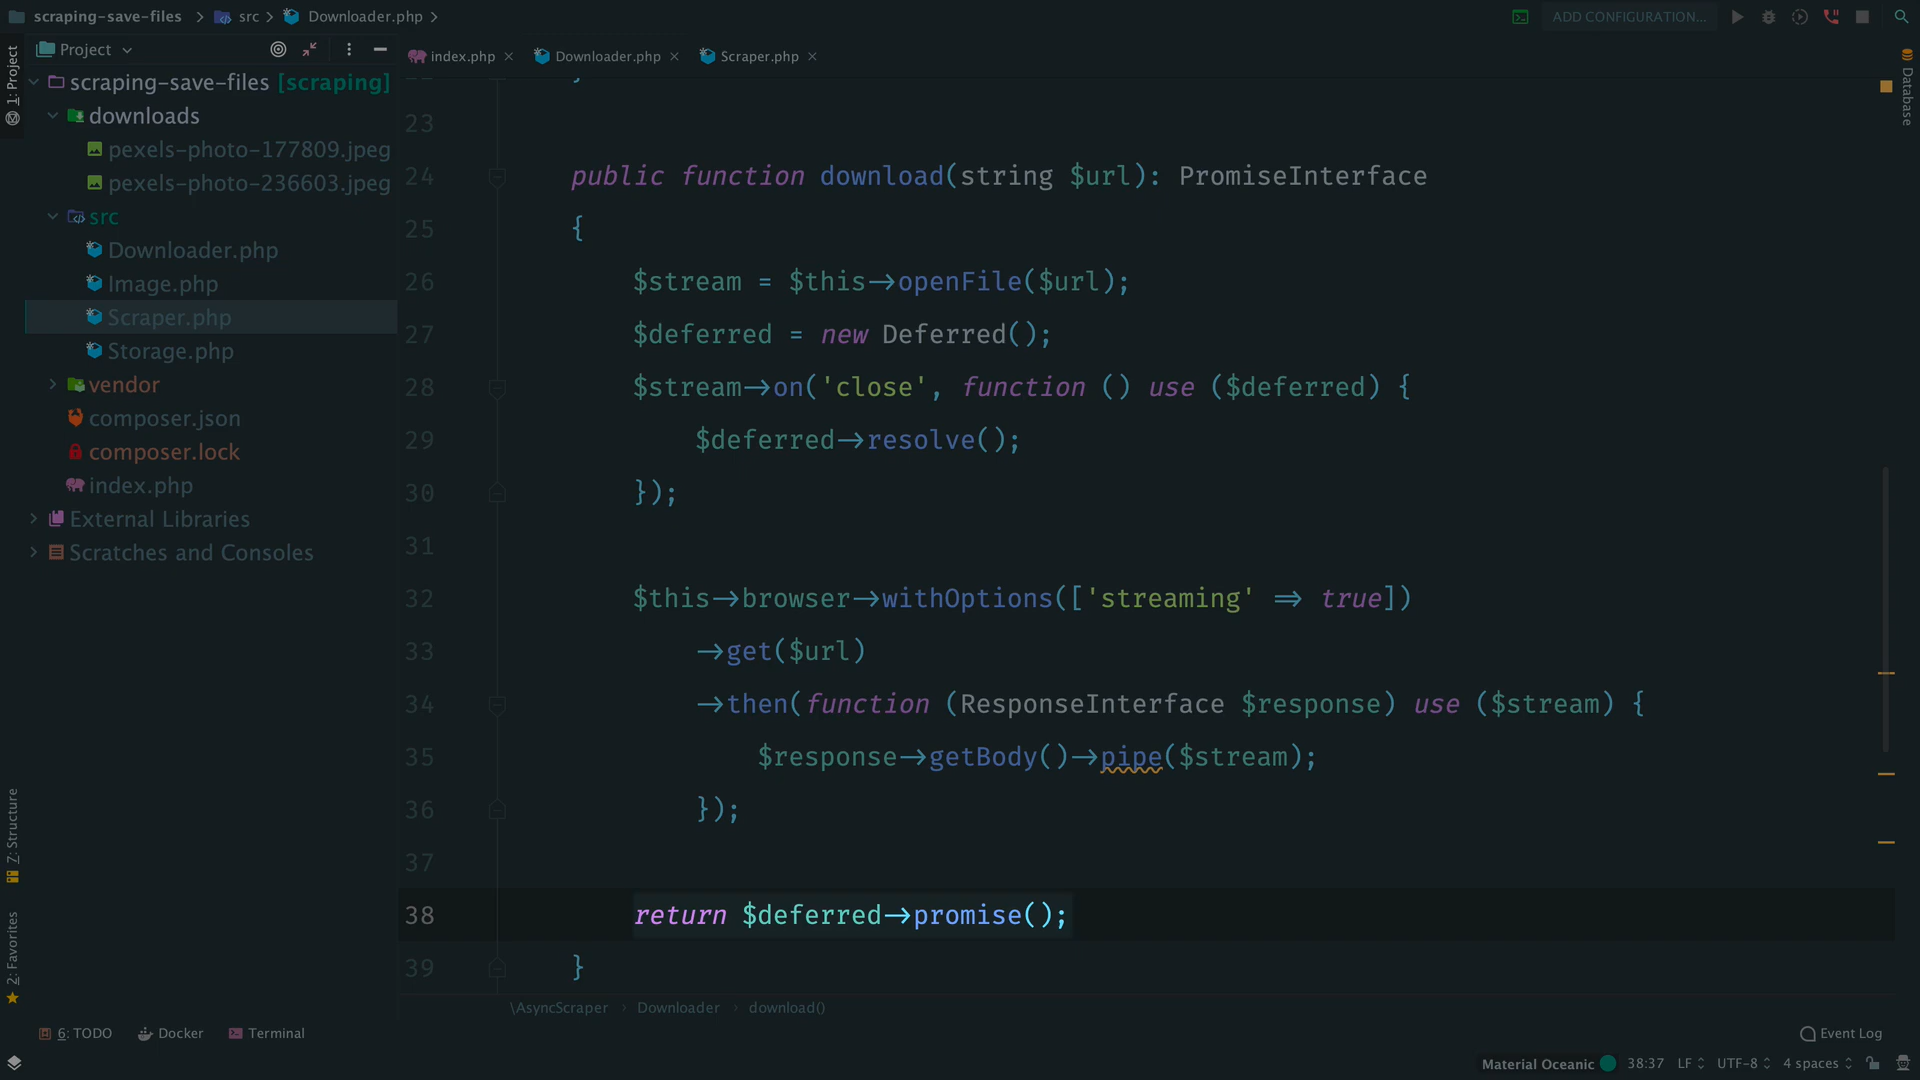 scraping-save-files
src
Downloader.php
ADD CONFIGURATION...
1: Project
Project
scraping-save-files [scraping]
downloads
pexels-photo-177809.jpeg
pexels-photo-236603.jpeg
src
Downloader.php
Image.php
Scraper.php
Storage.php
vendor
composer.json
composer.lock
index.php
External Libraries
Scratches and Consoles
7: Structure
2: Favorites
index.php
Downloader.php
Scraper.php
Database
23
24 public function download(string $url): PromiseInterface
25 {
26 $stream = $this→openFile($url);
27 $deferred = new Deferred();
28 $stream→on('close', function () use ($deferred) {
29 $deferred→resolve();
30 });
31
32 $this→browser→withOptions(['streaming' ⇒ true])
33 →get($url)
34 →then(function (ResponseInterface $response) use ($stream) {
35 $response→getBody()→pipe($stream);
36 });
37
38 return $deferred→promise();
39 }
\AsyncScraper › Downloader › download()
6: TODO
Docker
Terminal
Event Log
Material Oceanic
38:37
LF
UTF-8
4 spaces